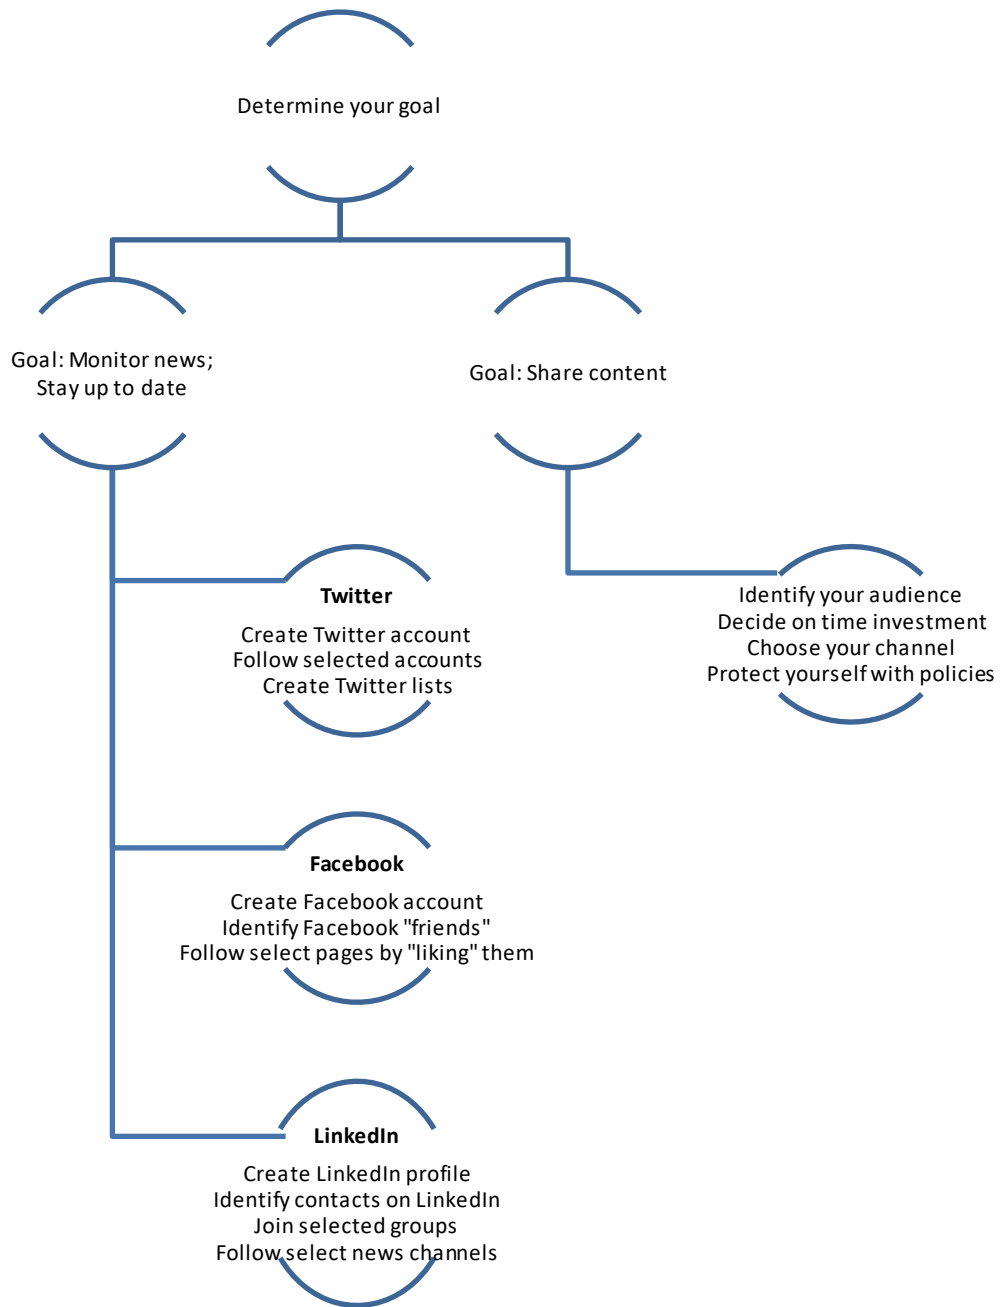 Determine your goal
Goal: Monitor news;
Stay up to date
Goal: Share content
Twitter
Create Twitter account
Follow selected accounts
Create Twitter lists
Identify your audience
Decide on time investment
Choose your channel
Protect yourself with policies
Facebook
Create Facebook account
Identify Facebook "friends"
Follow select pages by "liking" them
LinkedIn
Create LinkedIn profile
Identify contacts on LinkedIn
Join selected groups
Follow select news channels